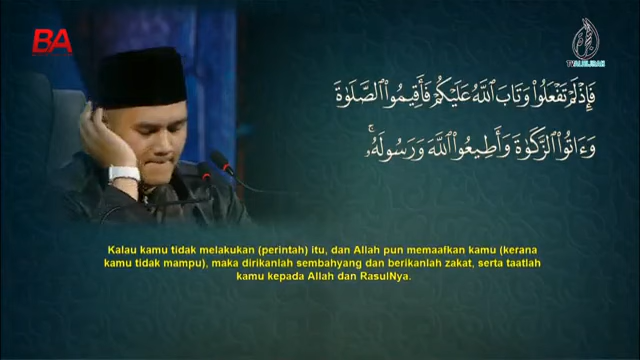 BA
TV ALHIJRAH
فَإِذْ لَمْ تَفْعَلُوا۟ وَتَابَ ٱللَّهُ عَلَيْكُمْ فَأَقِيمُوا۟ ٱلصَّلَوٰةَ
وَءَاتُوا۟ ٱلزَّكَوٰةَ وَأَطِيعُوا۟ ٱللَّهَ وَرَسُولَهُۥ ۚ
Kalau kamu tidak melakukan (perintah) itu, dan Allah pun memaafkan kamu (kerana
kamu tidak mampu), maka dirikanlah sembahyang dan berikanlah zakat, serta taatlah
kamu kepada Allah dan RasulNya.